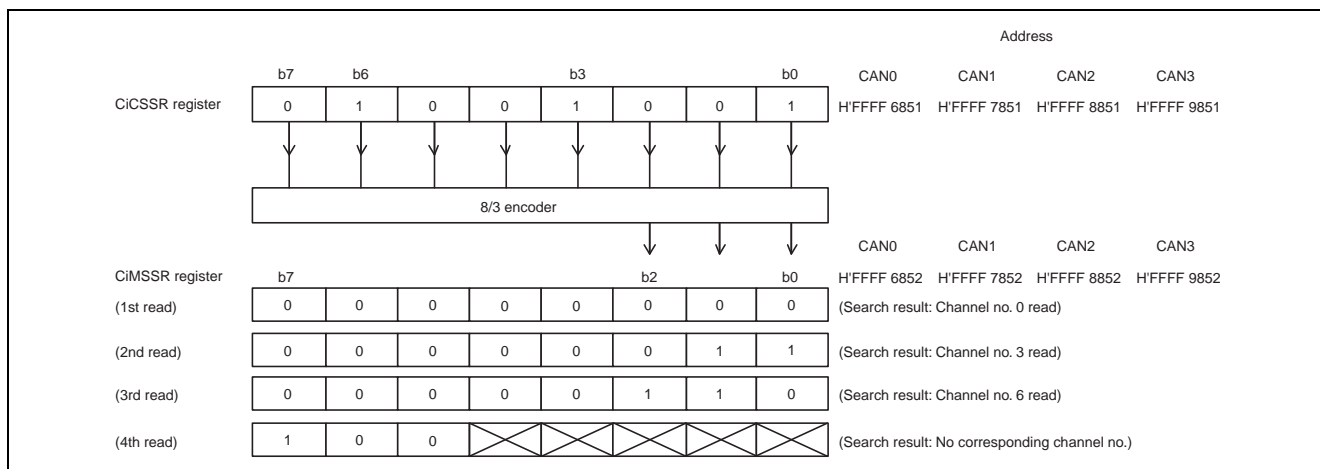 Address
b7 b6 b3 b0 CAN0 CAN1 CAN2 CAN3
CiCSSR register 0 1 0 0 1 0 0 1 H'FFFF 6851 H'FFFF 7851 H'FFFF 8851 H'FFFF 9851
8/3 encoder
CAN0 CAN1 CAN2 CAN3
CiMSSR register b7 b2 b0 H'FFFF 6852 H'FFFF 7852 H'FFFF 8852 H'FFFF 9852
(1st read) 0 0 0 0 0 0 0 0 (Search result: Channel no. 0 read)
(2nd read) 0 0 0 0 0 0 1 1 (Search result: Channel no. 3 read)
(3rd read) 0 0 0 0 0 1 1 0 (Search result: Channel no. 6 read)
(4th read) 1 0 0 (Search result: No corresponding channel no.)